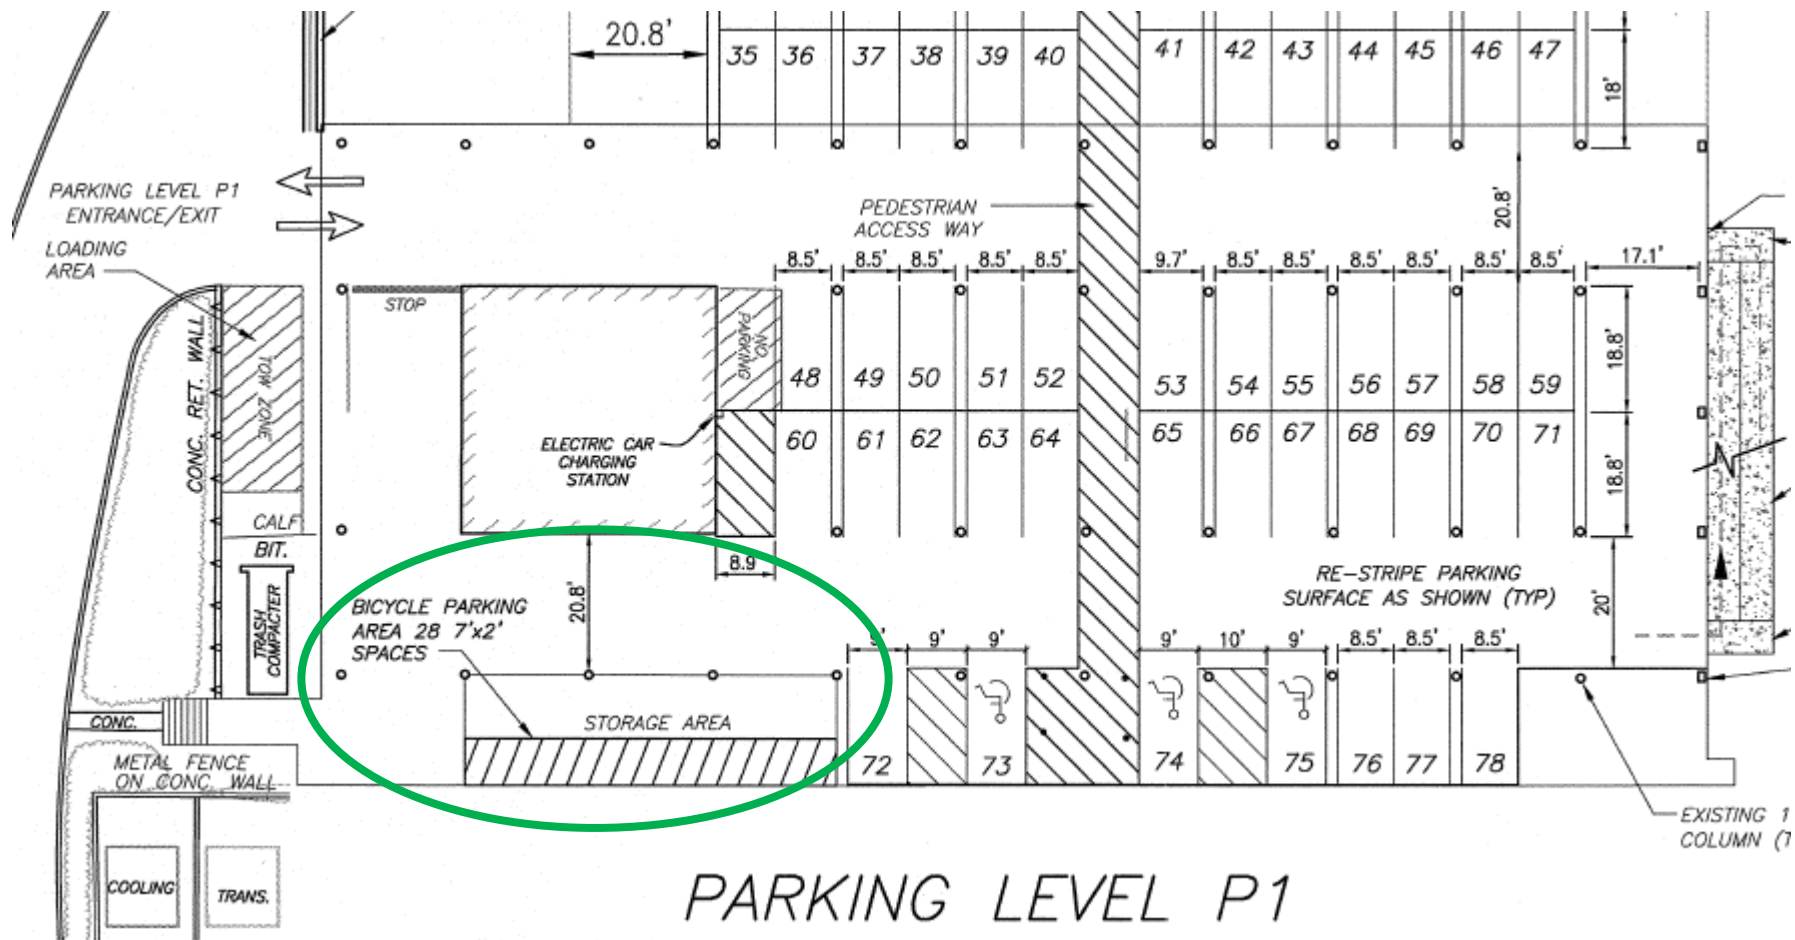 20.8'
35 36 37 38 39 40 41 42 43 44 45 46 47
18'
PARKING LEVEL P1
ENTRANCE/EXIT
LOADING
AREA
PEDESTRIAN
ACCESS WAY
20.8'
8.5' 8.5' 8.5' 8.5' 8.5' 9.7' 8.5' 8.5' 8.5' 8.5' 8.5' 8.5' 17.1'
STOP
CONC. RET. WALL
TOW ZONE
NO
PARKING
18.8'
48 49 50 51 52 53 54 55 56 57 58 59
60 61 62 63 64 65 66 67 68 69 70 71
18.8'
ELECTRIC CAR
CHARGING
STATION
CALF
BIT.
TRASH
COMPACTER
8.9
20.8'
BICYCLE PARKING
AREA 28 7'x2'
SPACES
RE-STRIPE PARKING
SURFACE AS SHOWN (TYP)
20'
9' 9' 9' 9' 10' 9' 8.5' 8.5' 8.5'
STORAGE AREA
72 73 74 75 76 77 78
CONC.
METAL FENCE
ON CONC. WALL
EXISTING 1
COLUMN (T
COOLING
TRANS.
PARKING LEVEL P1